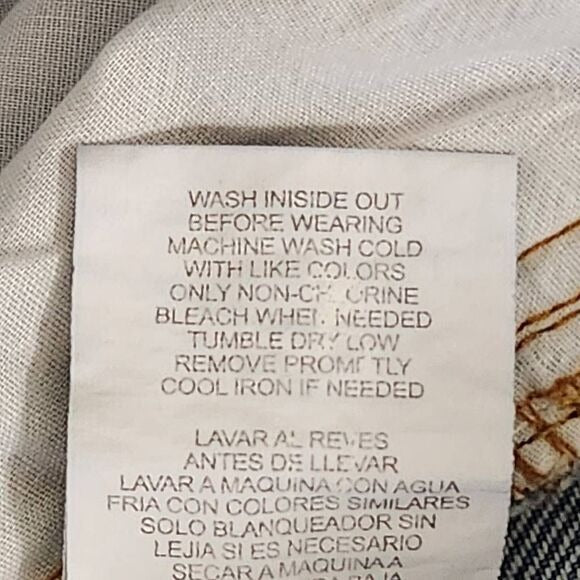 WASH INISIDE OUT
BEFORE WEARING
MACHINE WASH COLD
WITH LIKE COLORS
ONLY NON-CHLORINE
BLEACH WHEN NEEDED
TUMBLE DRY LOW
REMOVE PROMPTLY
COOL IRON IF NEEDED
LAVAR AL REVES
ANTES DE LLEVAR
LAVAR A MAQUINA CON AGUA
FRIA CON COLORES SIMILARES
SOLO BLANQUEADOR SIN
LEJIA SI ES NECESARIO
SECAR A MAQUINA A
BAJA